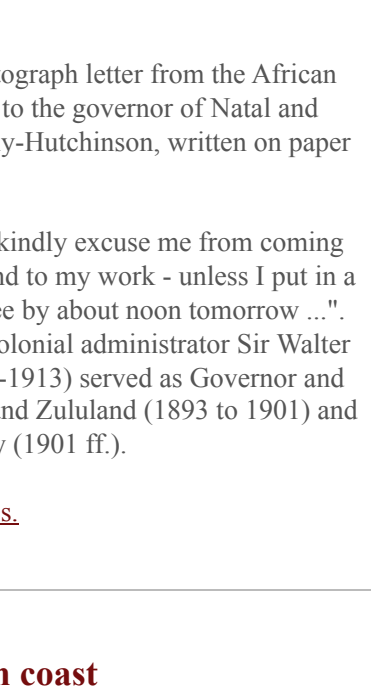 tograph letter from the African
to the governor of Natal and
y-Hutchinson, written on paper
kindly excuse me from coming
nd to my work - unless I put in a
ee by about noon tomorrow ...".
olonial administrator Sir Walter
-1913) served as Governor and
and Zululand (1893 to 1901) and
y (1901 ff.).
s.
n coast